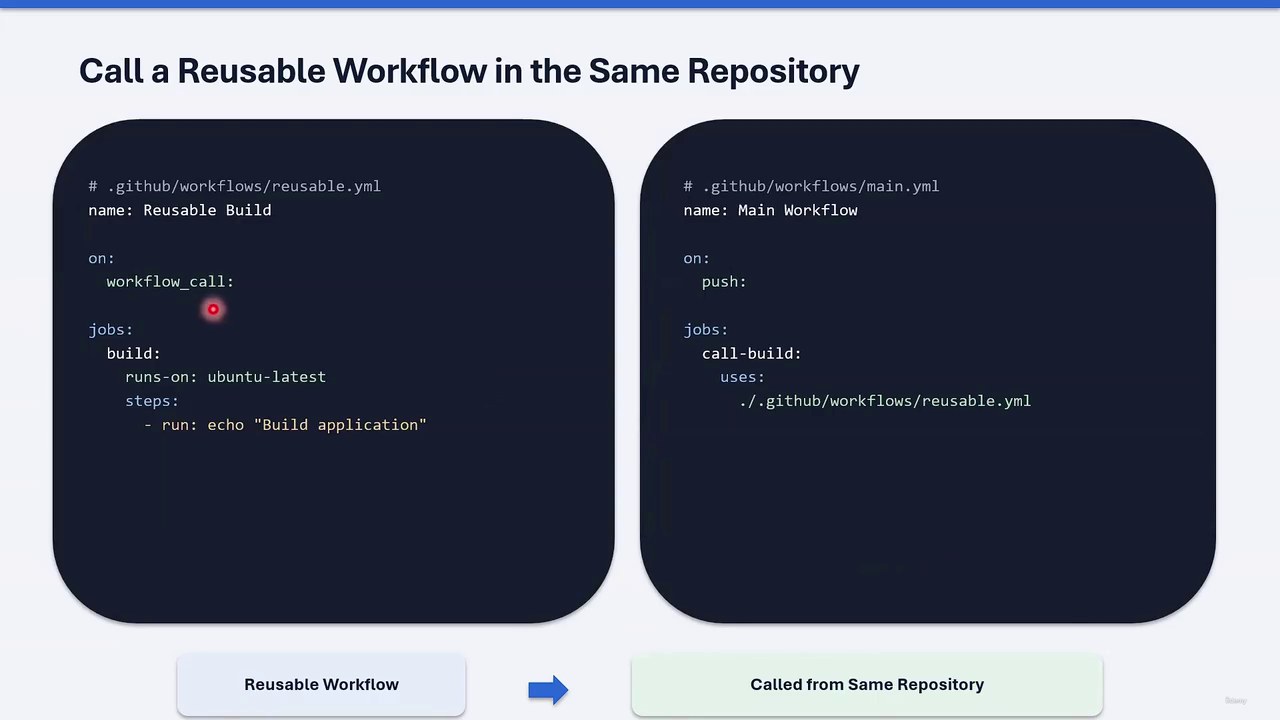 Call a Reusable Workflow in the Same Repository
# .github/workflows/reusable.yml
name: Reusable Build
on:
  workflow_call:
jobs:
  build:
    runs-on: ubuntu-latest
    steps:
      - run: echo "Build application"
# .github/workflows/main.yml
name: Main Workflow
on:
  push:
jobs:
  call-build:
    uses:
      ./.github/workflows/reusable.yml
Reusable Workflow
Called from Same Repository
Udemy